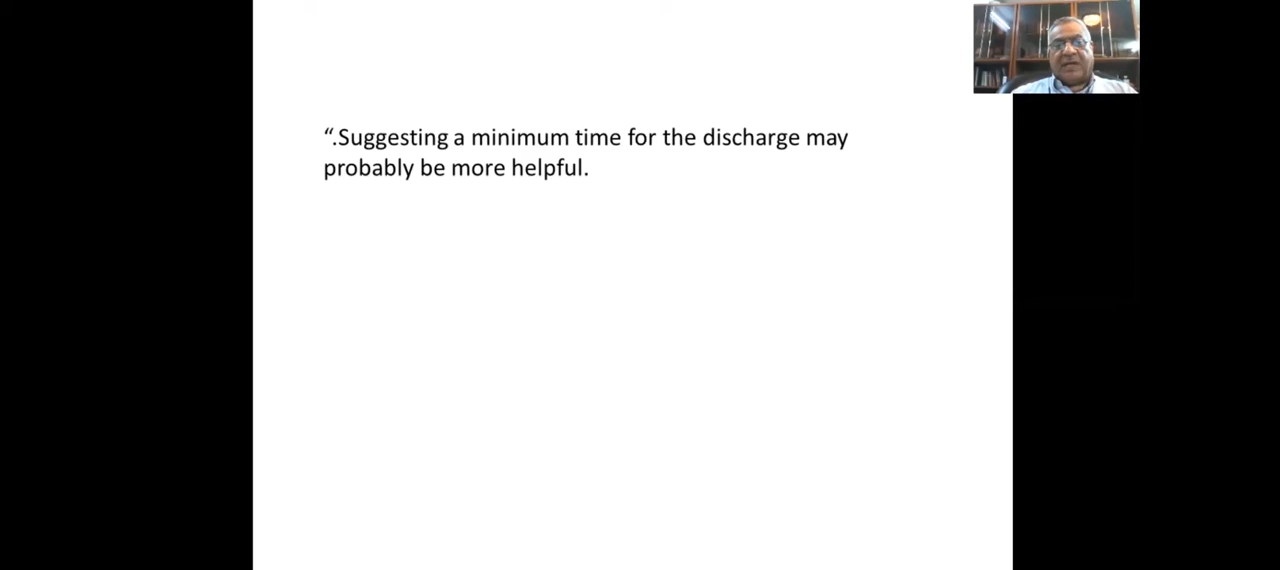 “.Suggesting a minimum time for the discharge may
probably be more helpful.